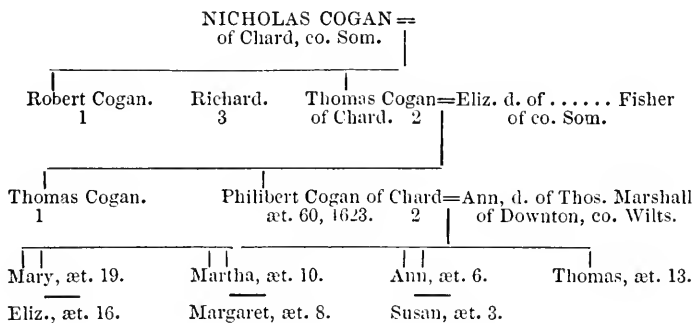 NICHOLAS COGAN=
of Chard, co. Som.
Robert Cogan. Richard. Thomas Cogan=Eliz. d. of ...... Fisher
1 3 of Chard. 2 of co. Som.
Thomas Cogan. Philibert Cogan of Chard=Ann, d. of Thos. Marshall
1 æt. 60, 1623. 2 of Downton, co. Wilts.
Mary, æt. 19. Martha, æt. 10. Ann, æt. 6. Thomas, æt. 13.
Eliz., æt. 16. Margaret, æt. 8. Susan, æt. 3.